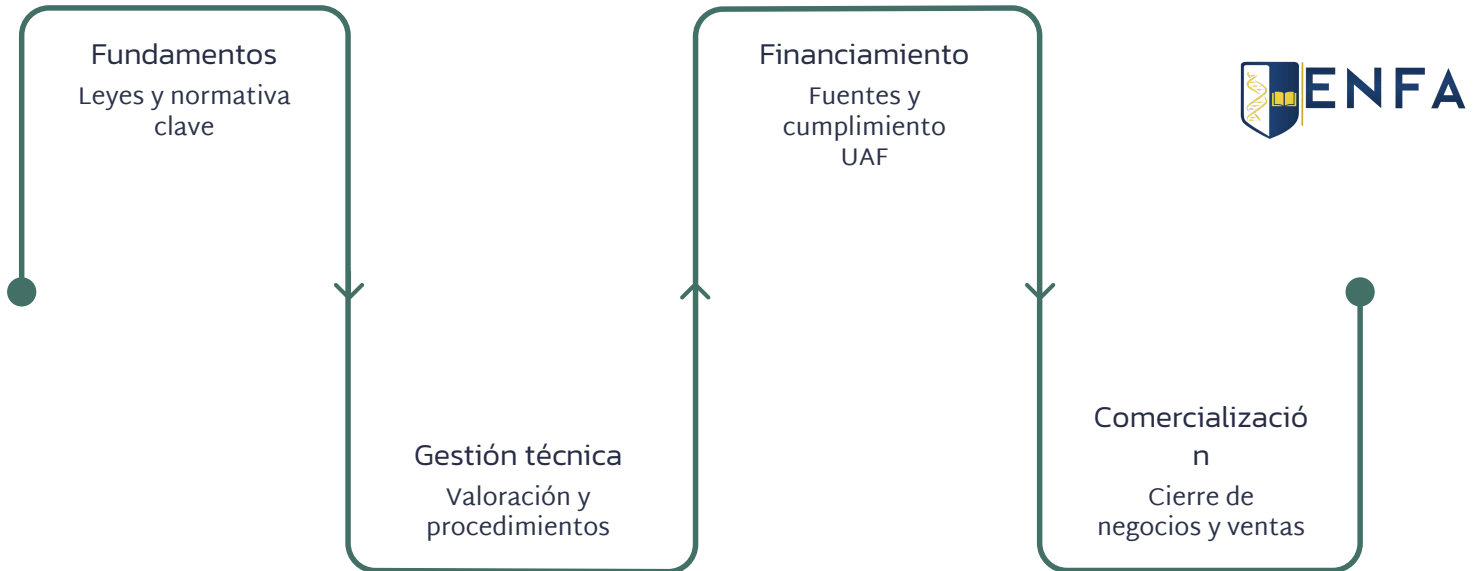 Fundamentos
Leyes y normativa
clave
Gestión técnica
Valoración y
procedimientos
Financiamiento
Fuentes y
cumplimiento
UAF
Comercializació
n
Cierre de
negocios y ventas
ENFA